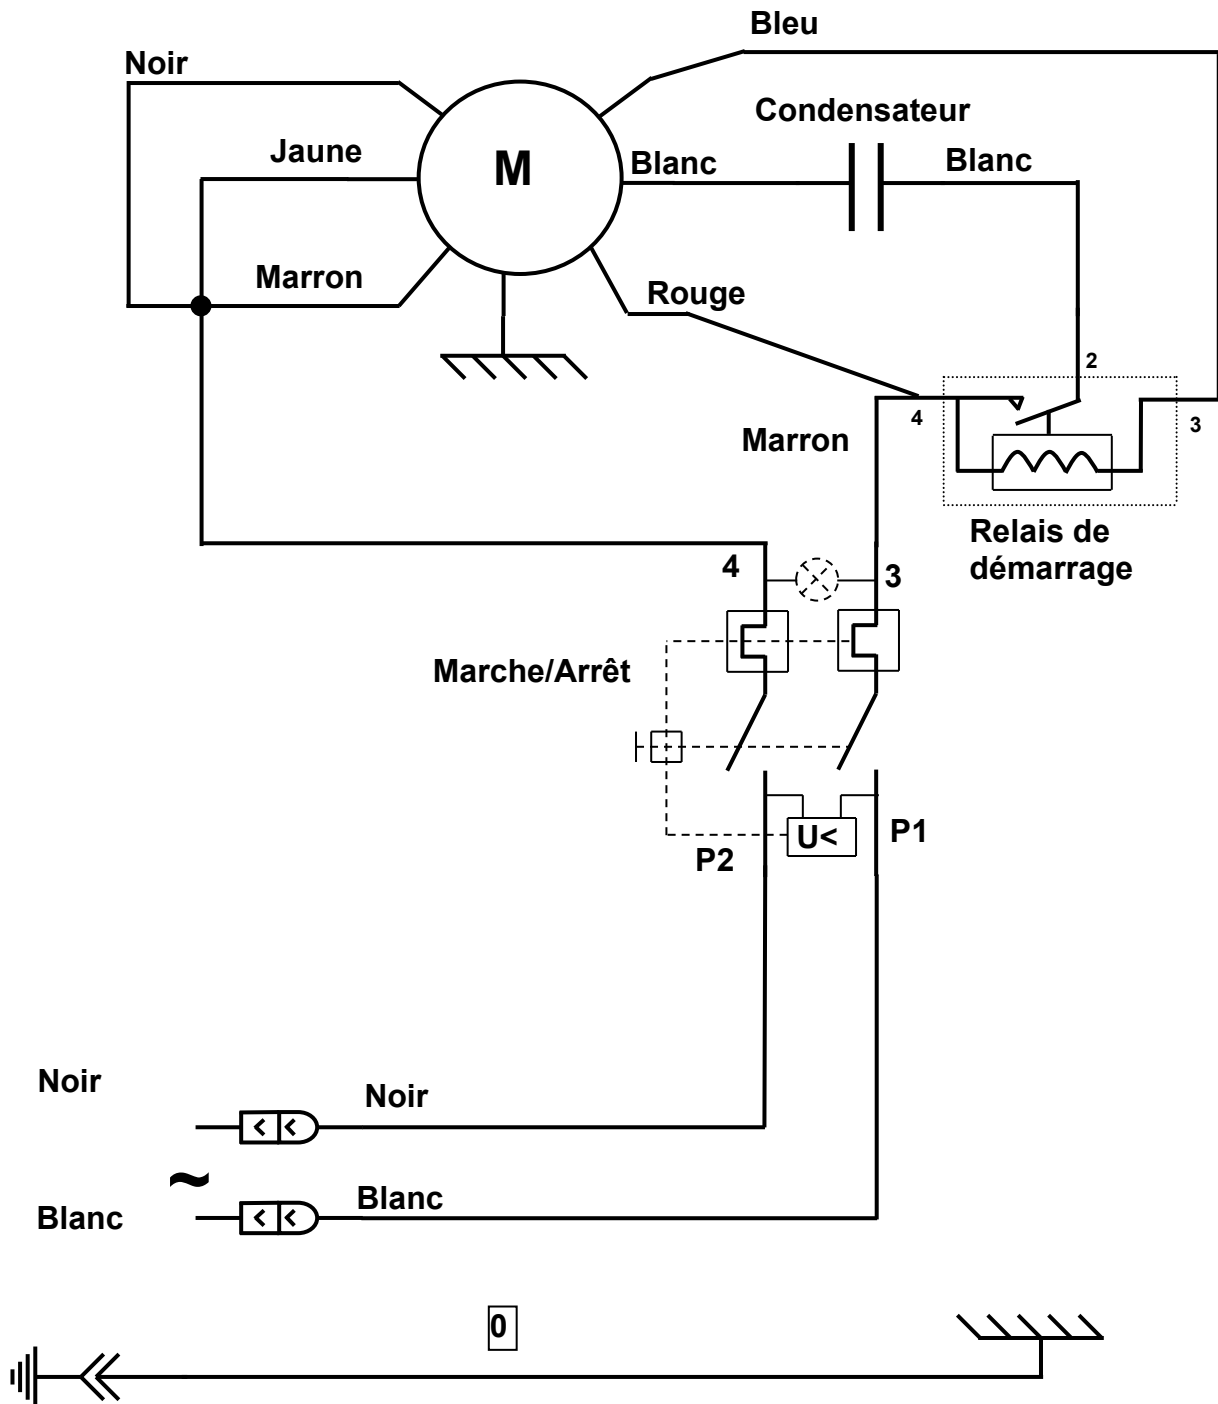 Bleu
Noir
Condensateur
Jaune
M
Blanc
Blanc
Marron
Rouge
2
4
3
Marron
Relais de
démarrage
4
3
Marche/Arrêt
U<
P1
P2
Noir
Noir
~
Blanc
Blanc
0